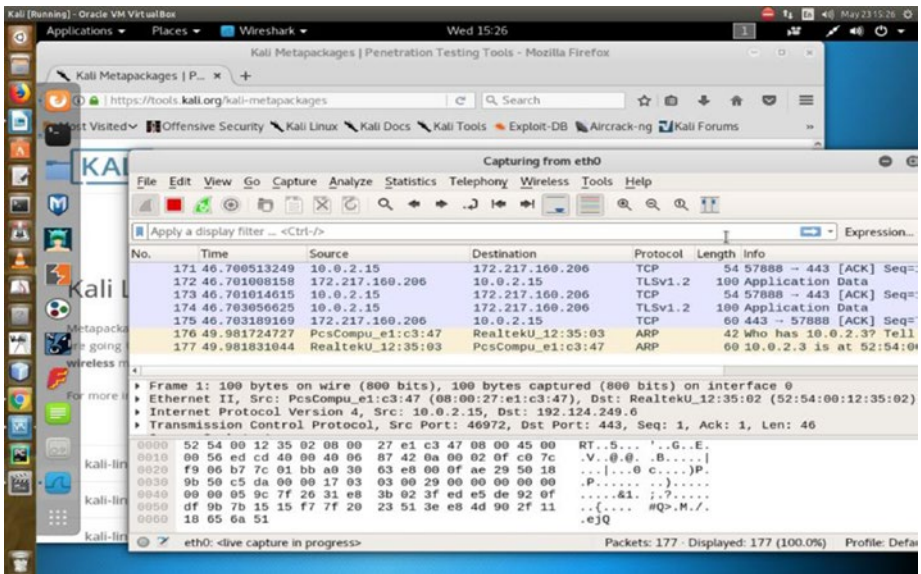 Kali [Running] - Oracle VM VirtualBox
En
May 23 15:26
Applications
Places
Wireshark
Wed 15:26
1
Kali Metapackages | Penetration Testing Tools - Mozilla Firefox
Kali Metapackages | P...
https://tools.kali.org/kali-metapackages
Search
st Visited
Offensive Security
Kali Linux
Kali Docs
Kali Tools
Exploit-DB
Aircrack-ng
Kali Forums
KAL
Capturing from eth0
File Edit View Go Capture Analyze Statistics Telephony Wireless Tools Help
Apply a display filter ... <Ctrl-/>
Expression...
No. Time Source Destination Protocol Length Info
171 46.700513249 10.0.2.15 172.217.160.206 TCP 54 57888 → 443 [ACK] Seq=
172 46.701008158 172.217.160.206 10.0.2.15 TLSv1.2 100 Application Data
173 46.701014615 10.0.2.15 172.217.160.206 TCP 54 57888 → 443 [ACK] Seq=
174 46.703056625 10.0.2.15 172.217.160.206 TLSv1.2 100 Application Data
175 46.703189169 172.217.160.206 10.0.2.15 TCP 60 443 → 57888 [ACK] Seq=
176 49.981724727 PcsCompu_e1:c3:47 RealtekU_12:35:03 ARP 42 Who has 10.0.2.3? Tell
177 49.981831044 RealtekU_12:35:03 PcsCompu_e1:c3:47 ARP 60 10.0.2.3 is at 52:54:0
Kali L
Metapacka
re going
wireless m
For more i
kali-lin
kali-lin
kali-lin
Frame 1: 100 bytes on wire (800 bits), 100 bytes captured (800 bits) on interface 0
Ethernet II, Src: PcsCompu_e1:c3:47 (08:00:27:e1:c3:47), Dst: RealtekU_12:35:02 (52:54:00:12:35:02)
Internet Protocol Version 4, Src: 10.0.2.15, Dst: 192.124.249.6
Transmission Control Protocol, Src Port: 46972, Dst Port: 443, Seq: 1, Ack: 1, Len: 46
0000 52 54 00 12 35 02 08 00 27 e1 c3 47 08 00 45 00 RT..5... '..G..E.
0010 00 56 ed cd 40 00 40 06 87 42 0a 00 02 0f c0 7c .V..@.@. .B.....|
0020 f9 06 b7 7c 01 bb a0 30 63 e8 00 0f ae 29 50 18 ...|...0 c....)P.
0030 9b 50 c5 da 00 00 17 03 03 00 29 00 00 00 00 00 .P...... ..).....
0040 00 00 05 9c 7f 26 31 e8 3b 02 3f ed e5 de 92 0f .....&1. ;.?.....
0050 df 9b 7b 15 15 f7 7f 20 23 51 3e e8 4d 90 2f 11 ..{.... #Q>.M./.
0060 18 65 6a 51 .ejQ
eth0: <live capture in progress>
Packets: 177 · Displayed: 177 (100.0%)
Profile: Defau